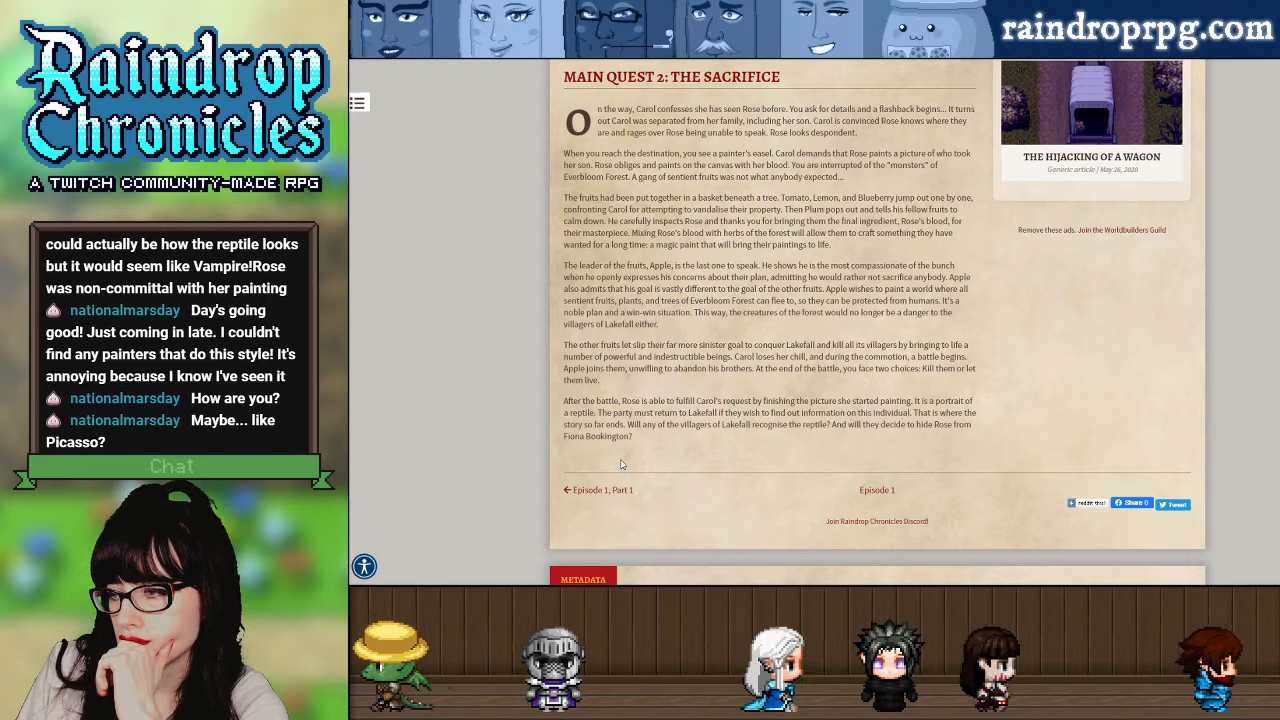 Raindrop
Chronicles
A TWITCH COMMUNITY-MADE RPG
could actually be how the reptile looks
but it would seem like Vampire!Rose
was non-committal with her painting
nationalmarsday Day's going
good! Just coming in late. I couldn't
find any painters that do this style! It's
annoying because I know I've seen it
nationalmarsday How are you?
nationalmarsday Maybe... like
Picasso?
Chat
raindroprpg.com
MAIN QUEST 2: THE SACRIFICE
On the way, Carol confesses she has seen Rose before. You ask for details and a flashback begins... It turns
out Carol was separated from her family, including her son. Carol is convinced Rose knows where they
are and rages over Rose being unable to speak. Rose looks despondent.
When you reach the destination, you see a painter's easel. Carol demands that Rose paints a picture of who took
her son. Rose obliges and paints on the canvas with her blood. You are interrupted of the "monsters" of
Everbloom Forest. A gang of sentient fruits was not what anybody expected...
The fruits had been put together in a basket beneath a tree. Tomato, Lemon, and Blueberry jump out one by one,
confronting Carol for attempting to vandalise their property. Then Plum pops out and tells his fellow fruits to
calm down. He carefully inspects Rose and thanks you for bringing them the final ingredient, Rose's blood, for
their masterpiece. Mixing Rose's blood with herbs of the forest will allow them to craft something they have
wanted for a long time: a magic paint that will bring their paintings to life.
The leader of the fruits, Apple, is the last one to speak. He shows he is the most compassionate of the bunch
when he openly expresses his concerns about their plan, admitting he would rather not sacrifice anybody. Apple
also admits that his goal is vastly different to the goal of the other fruits. Apple wishes to paint a world where all
sentient fruits, plants, and trees of Everbloom Forest can flee to, so they can be protected from humans. It's a
noble plan and a win-win situation. This way, the creatures of the forest would no longer be a danger to the
villagers of Lakefall either.
The other fruits let slip their far more sinister goal to conquer Lakefall and kill all its villagers by bringing to life a
number of powerful and indestructible beings. Carol loses her chill, and during the commotion, a battle begins.
Apple joins them, unwilling to abandon his brothers. At the end of the battle, you face two choices: Kill them or let
them live.
After the battle, Rose is able to fulfill Carol's request by finishing the picture she started painting. It is a portrait of
a reptile. The party must return to Lakefall if they wish to find out information on this individual. That is where the
story so far ends. Will any of the villagers of Lakefall recognise the reptile? And will they decide to hide Rose from
Fiona Bookington?
THE HIJACKING OF A WAGON
Generic article | May 26, 2020
Remove these ads. Join the Worldbuilders Guild
Episode 1, Part 1
Episode 1
reddit this!
Share 0
Tweet
Join Raindrop Chronicles Discord!
METADATA